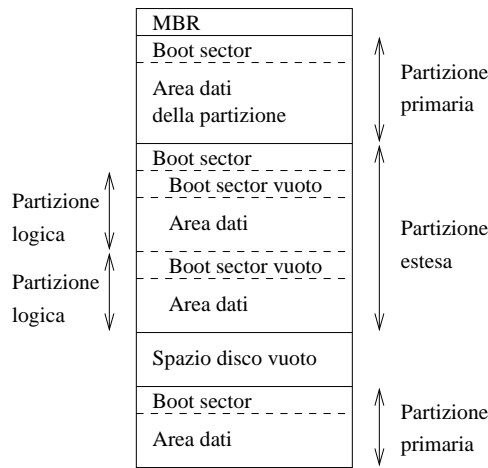 MBR
Boot sector
Area dati
della partizione
Partizione
primaria
Boot sector
Boot sector vuoto
Area dati
Partizione
logica
Boot sector vuoto
Area dati
Partizione
logica
Partizione
estesa
Spazio disco vuoto
Boot sector
Area dati
Partizione
primaria